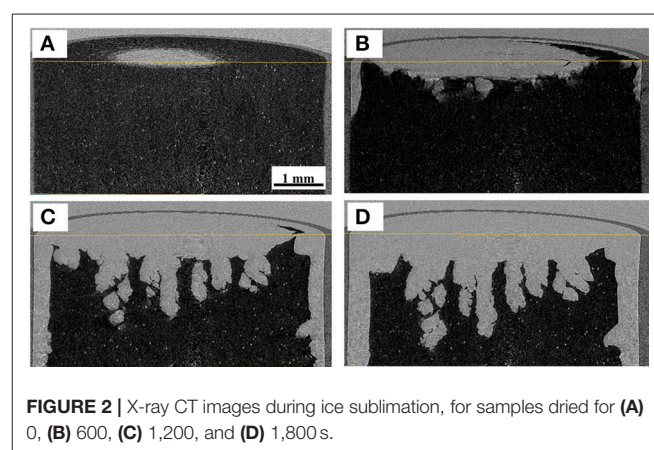 A
B
1 mm
C
D
FIGURE 2 | X-ray CT images during ice sublimation, for samples dried for (A)
0, (B) 600, (C) 1,200, and (D) 1,800 s.